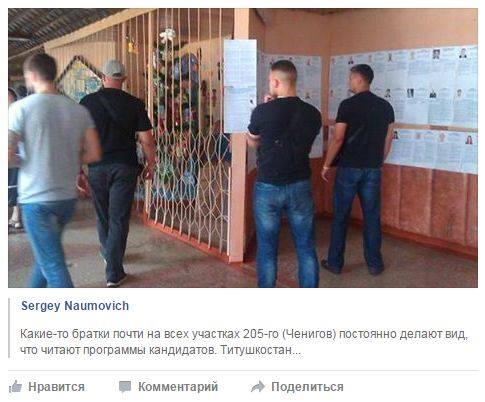 Sergey Naumovich
Какие-то братки почти на всех участках 205-го (Ченигов) постоянно делают вид,
что читают программы кандидатов. Титушкостан...
Нравится
Комментарий
Поделиться